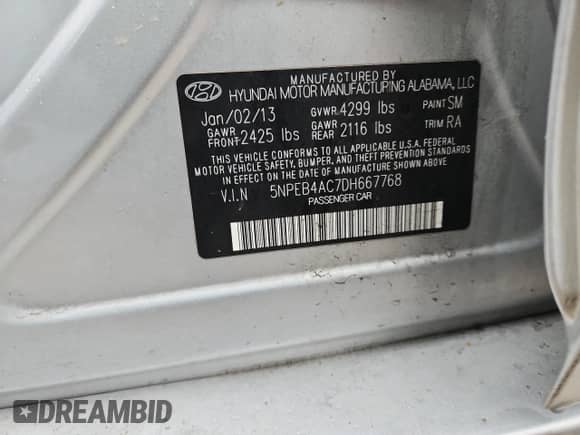 MANUFACTURED BY
HYUNDAI MOTOR MANUFACTURING ALABAMA, LLC
Jan/02/13 GVWR 4299 lbs PAINT SM
GAWR FRONT 2425 lbs GAWR REAR 2116 lbs TRIM RA
THIS VEHICLE CONFORMS TO ALL APPLICABLE U.S.A. FEDERAL
MOTOR VEHICLE SAFETY, BUMPER, AND THEFT PREVENTION STANDARDS
IN EFFECT ON THE DATE OF MANUFACTURE SHOWN ABOVE.
V.I.N 5NPEB4AC7DH667768
PASSENGER CAR
DREAMBID